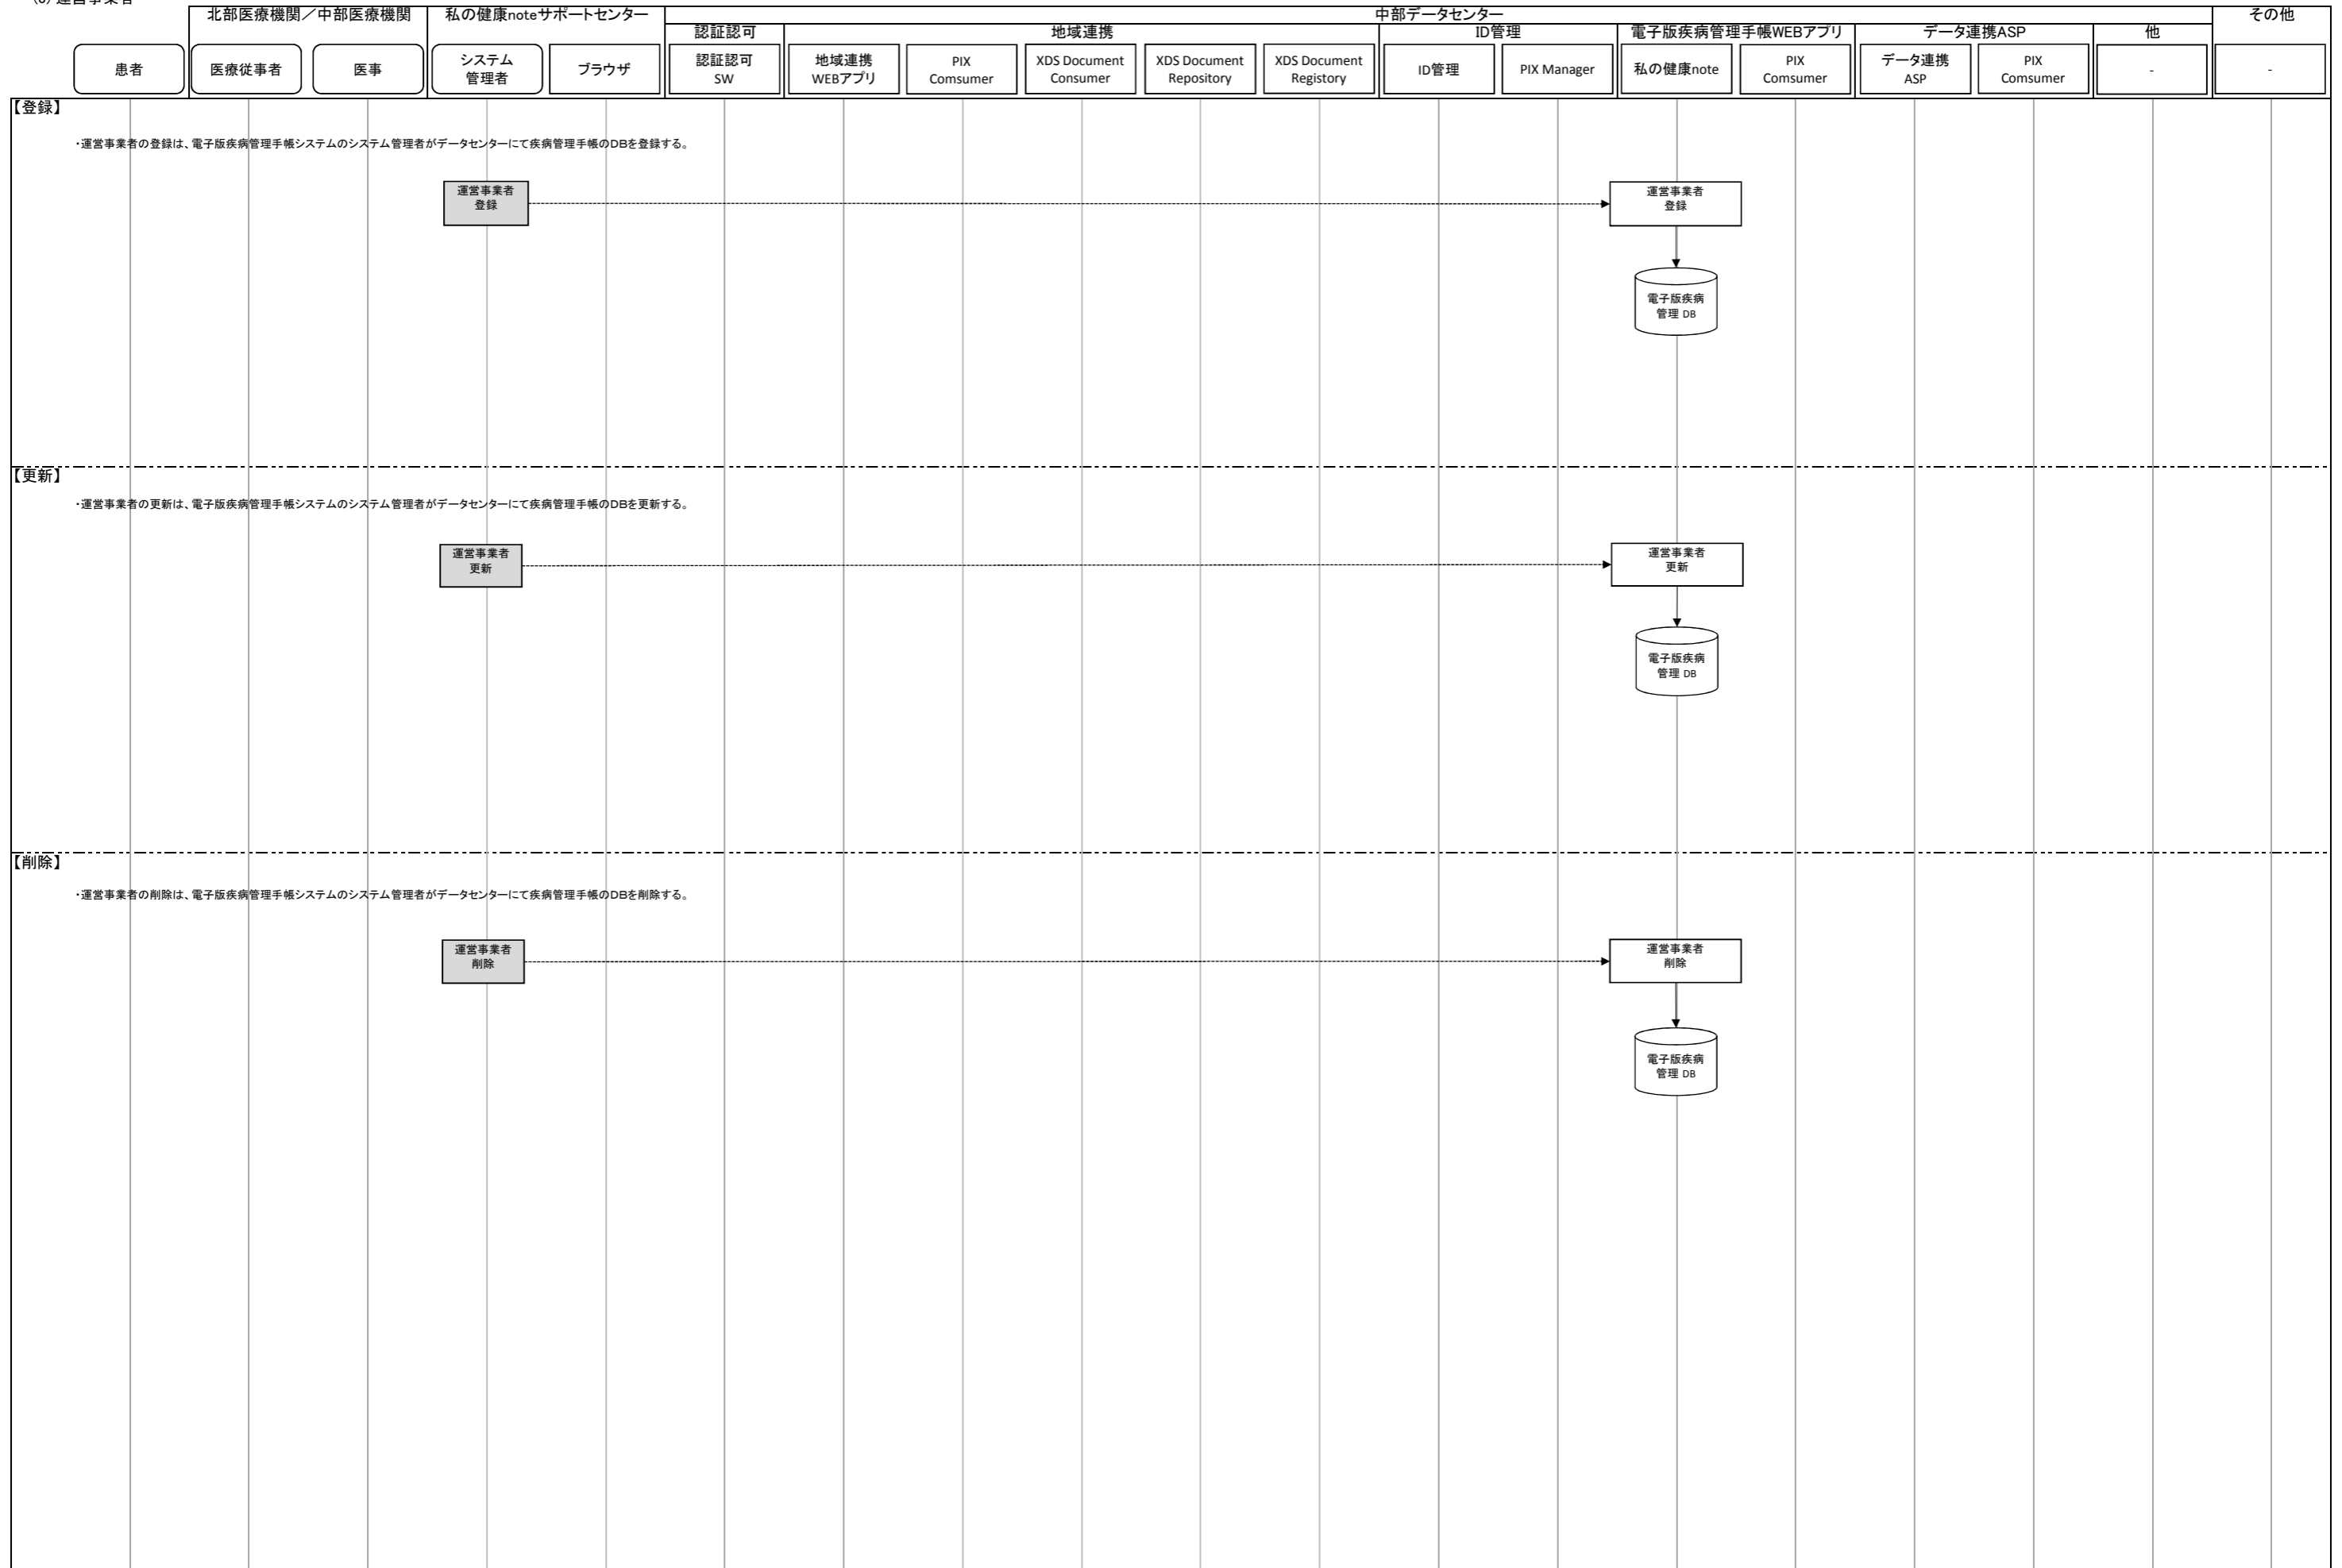 運営事業者
北部医療機関／中部医療機関
私の健康noteサポートセンター
中部データセンター
その他
認証認可
地域連携
ID管理
電子版疾病管理手帳WEBアプリ
データ連携ASP
他
患者
医療従事者
医事
システム
管理者
ブラウザ
認証認可
SW
地域連携
WEBアプリ
PIX
Comsumer
XDS Document
Consumer
XDS Document
Repository
XDS Document
Registory
ID管理
PIX Manager
私の健康note
PIX
Comsumer
データ連携
ASP
PIX
Comsumer
-
-
【登録】
・運営事業者の登録は、電子版疾病管理手帳システムのシステム管理者がデータセンターにて疾病管理手帳のDBを登録する。
運営事業者
登録
運営事業者
登録
電子版疾病
管理 DB
【更新】
・運営事業者の更新は、電子版疾病管理手帳システムのシステム管理者がデータセンターにて疾病管理手帳のDBを更新する。
運営事業者
更新
運営事業者
更新
電子版疾病
管理 DB
【削除】
・運営事業者の削除は、電子版疾病管理手帳システムのシステム管理者がデータセンターにて疾病管理手帳のDBを削除する。
運営事業者
削除
運営事業者
削除
電子版疾病
管理 DB